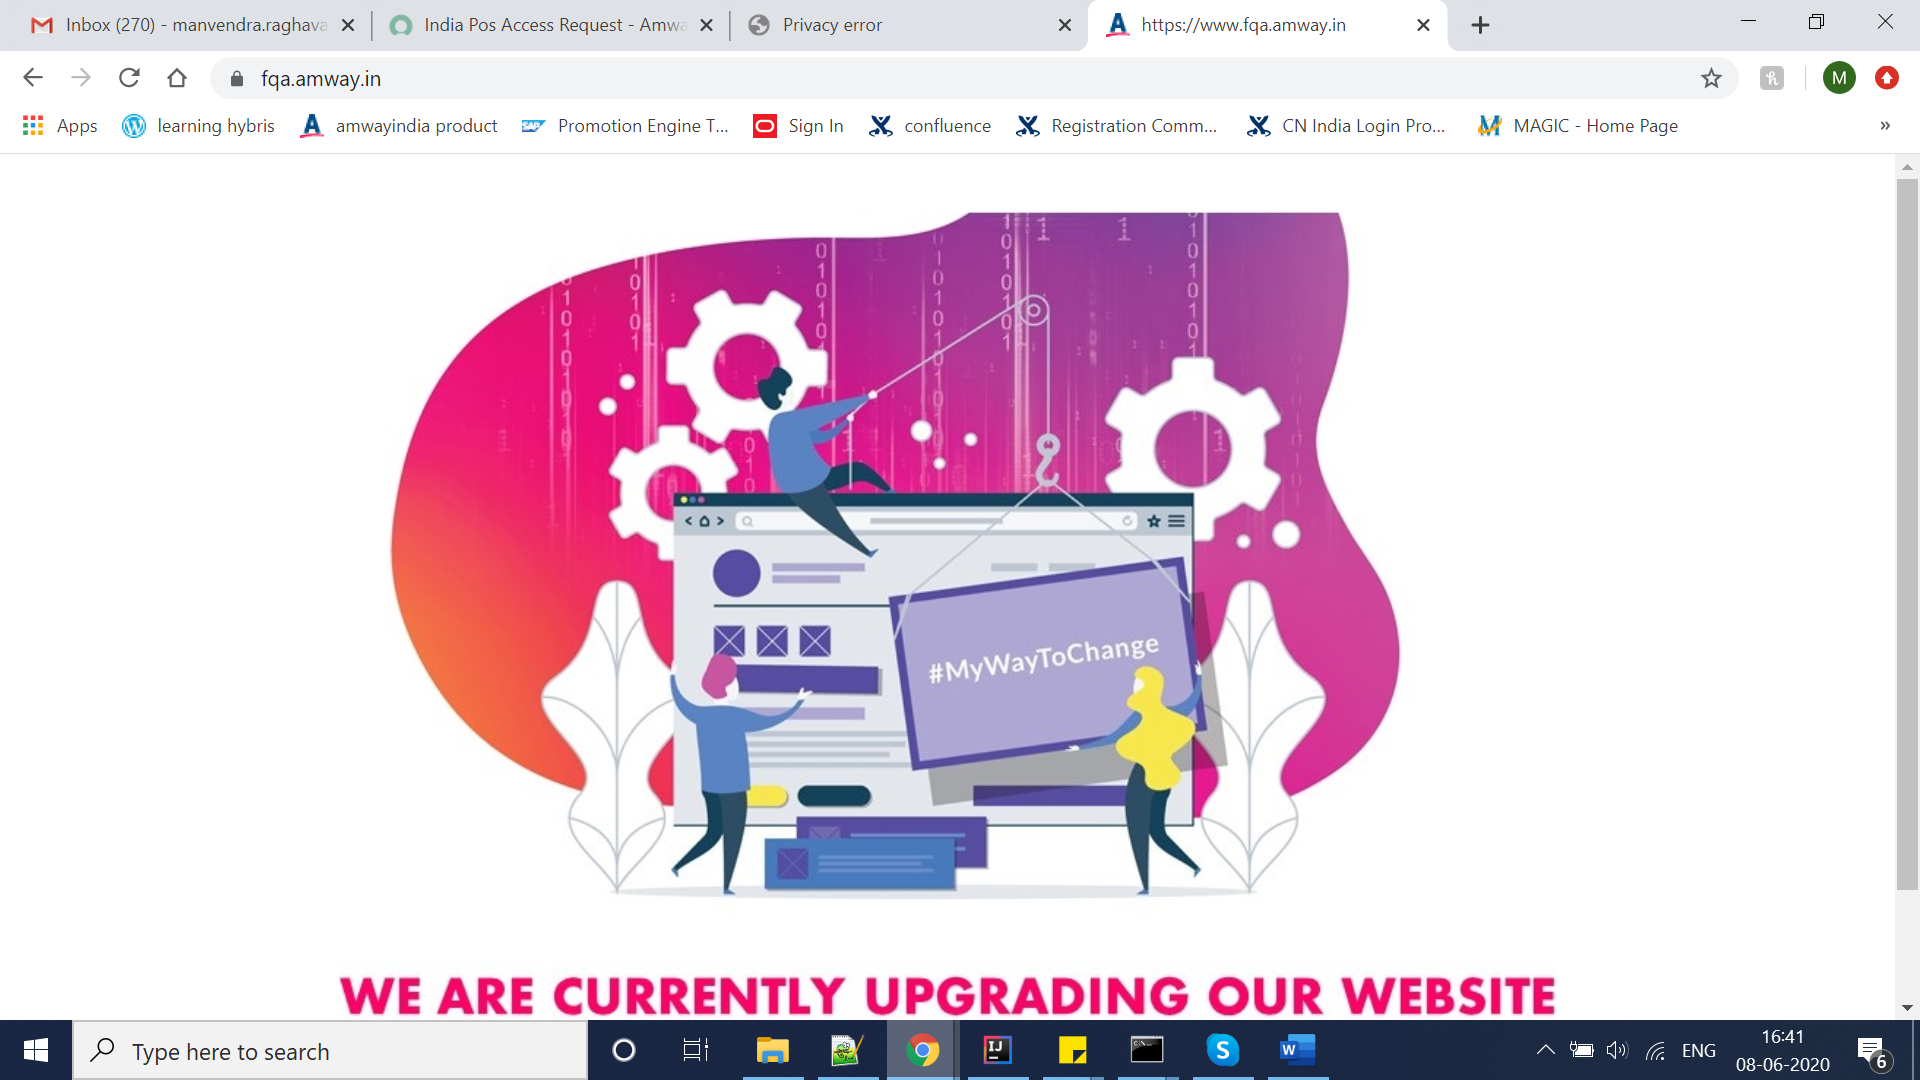 Inbox (270) - manvendra.raghava
India Pos Access Request - Amwa
Privacy error
https://www.fqa.amway.in
fqa.amway.in
M
Apps
learning hybris
amwayindia product
Promotion Engine T...
Sign In
confluence
Registration Comm...
CN India Login Pro...
MAGIC - Home Page
»
#MyWayToChange
WE ARE CURRENTLY UPGRADING OUR WEBSITE
Type here to search
ENG
16:41
08-06-2020
6